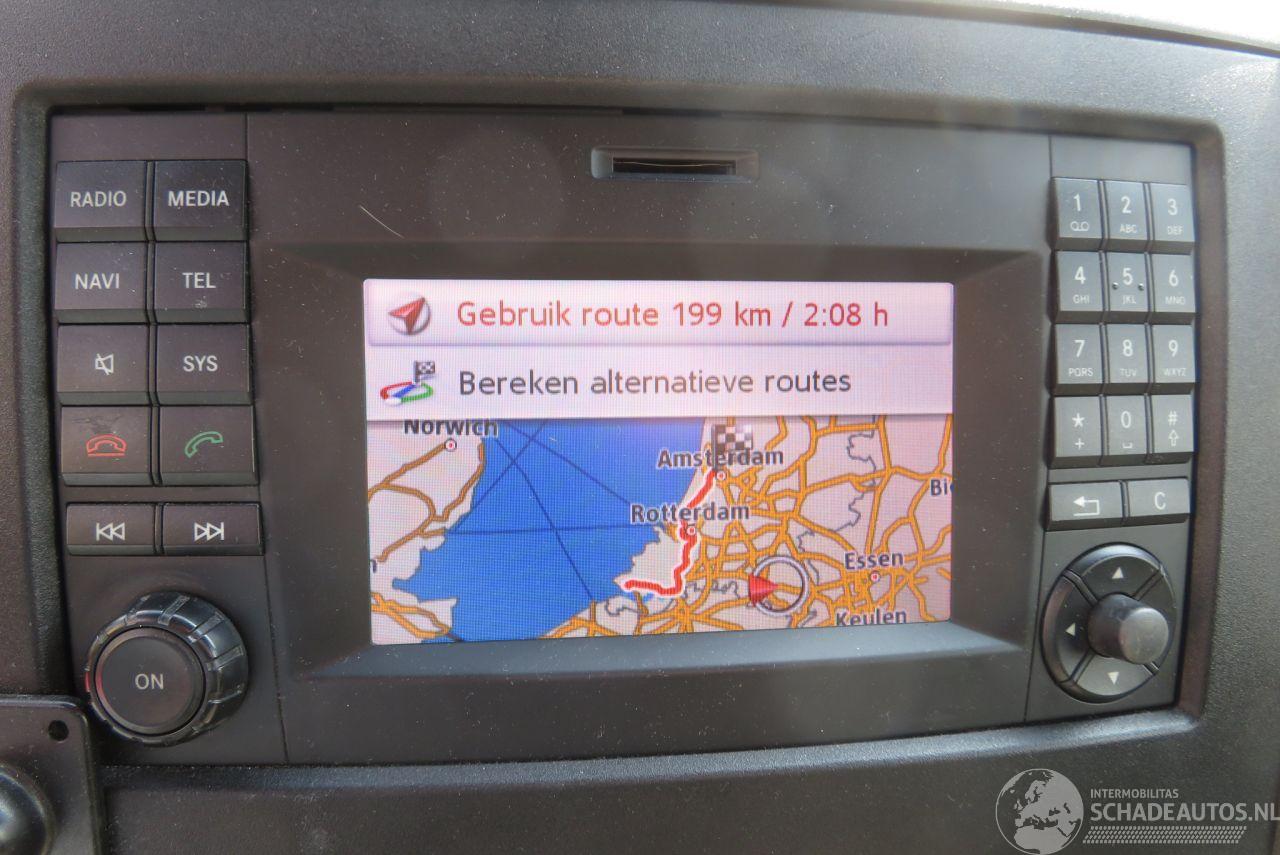 RADIO MEDIA
NAVI TEL
SYS
ON
Gebruik route 199 km / 2:08 h
Bereken alternatieve routes
Norwich
Amsterdam
Rotterdam
Essen
Keulen
1 2 ABC 3 DEF
4 GHI 5 JKL 6 MNO
7 PQRS 8 TUV 9 WXYZ
* + 0 #
C
INTERMOBILITAS
SCHADEAUTOS.NL